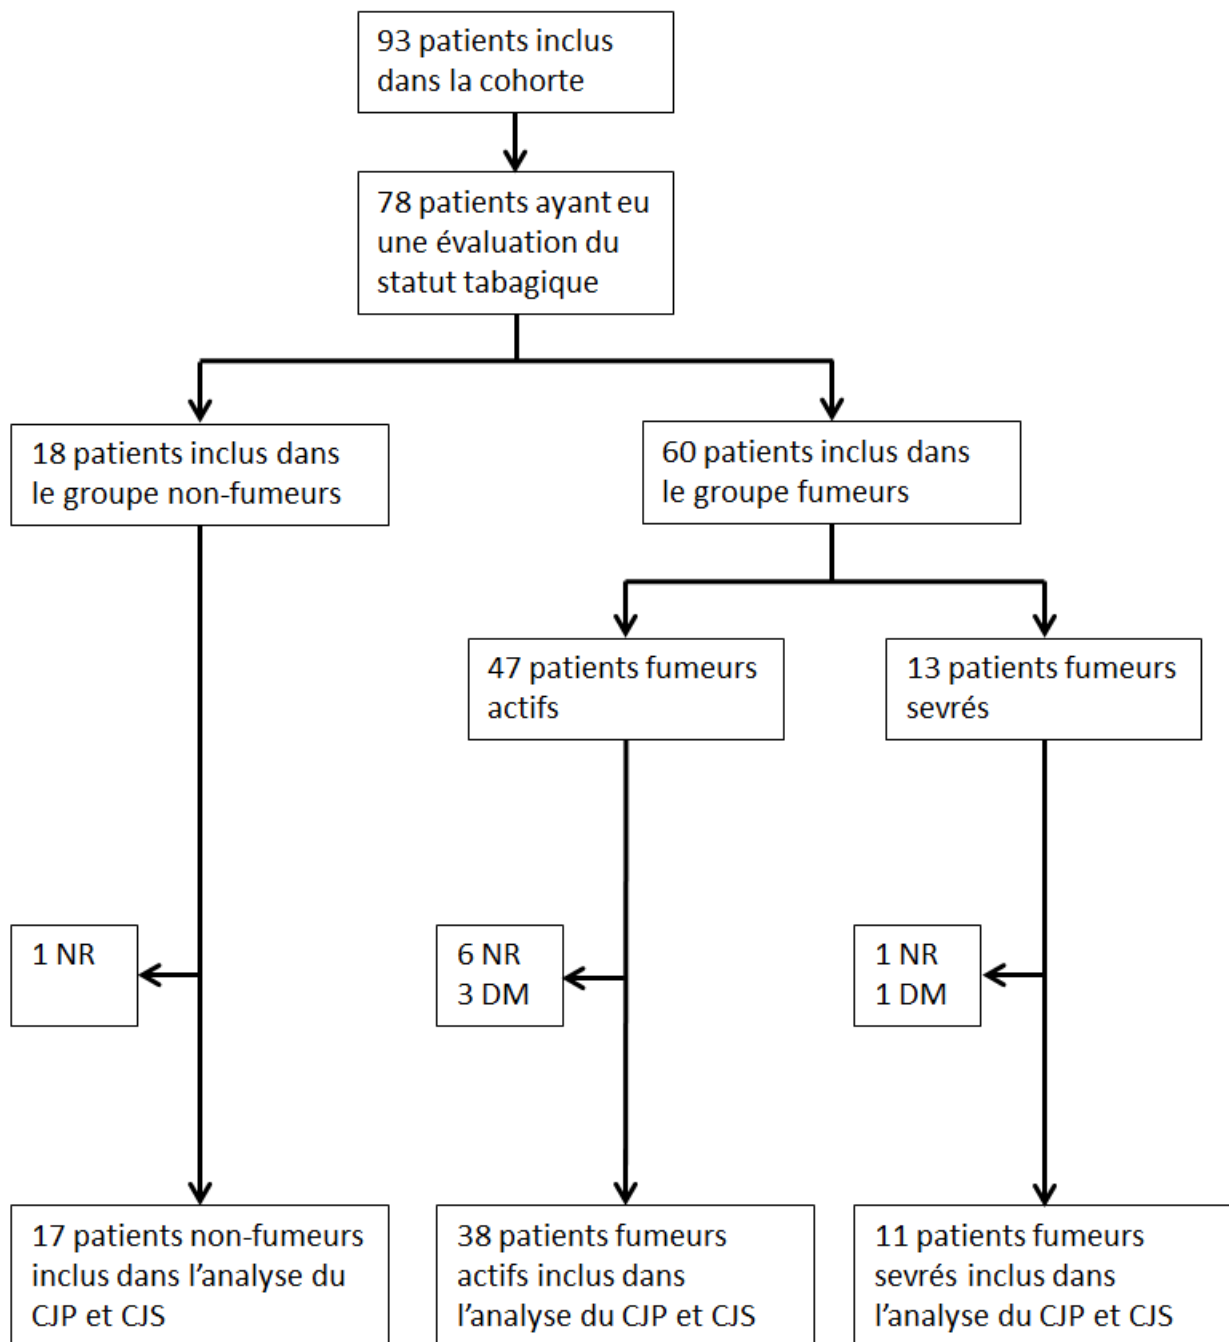 93 patients inclus
dans la cohorte
78 patients ayant eu
une évaluation du
statut tabagique
18 patients inclus dans
le groupe non-fumeurs
60 patients inclus dans
le groupe fumeurs
47 patients fumeurs
actifs
13 patients fumeurs
sevrés
1 NR
6 NR
3 DM
1 NR
1 DM
17 patients non-fumeurs
inclus dans l’analyse du
CJP et CJS
38 patients fumeurs
actifs inclus dans
l’analyse du CJP et CJS
11 patients fumeurs
sevrés inclus dans
l’analyse du CJP et CJS